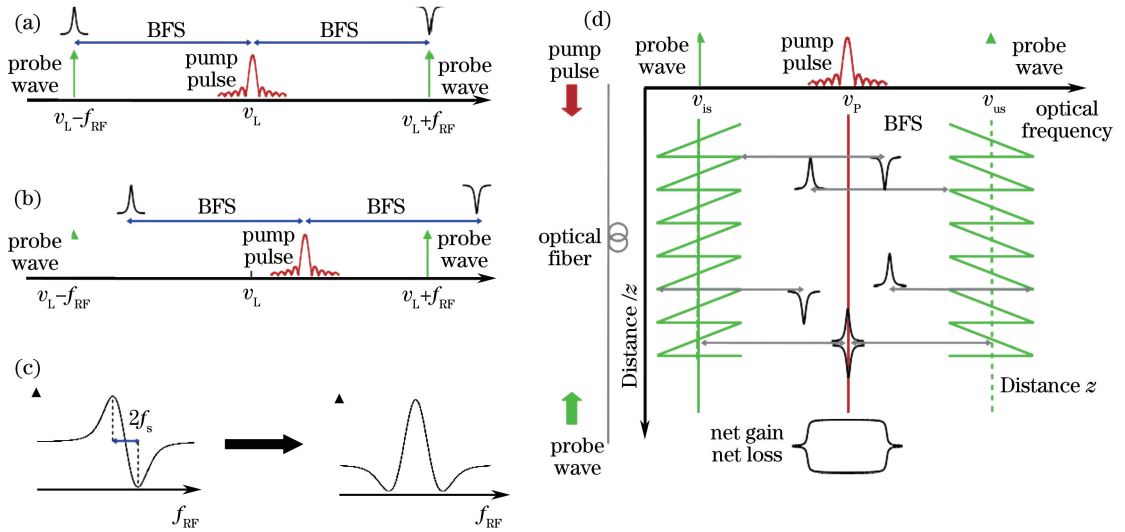 (a)
BFS
BFS
probe
wave
pump
pulse
probe
wave
v_L−f_RF
v_L
v_L+f_RF
(b)
BFS
BFS
probe
wave
pump
pulse
probe
wave
v_L−f_RF
v_L
v_L+f_RF
(c)
2f_s
f_RF
f_RF
(d)
pump
pulse
probe
wave
pump
pulse
probe
wave
v_is
v_P
v_us
optical
frequency
BFS
optical
fiber
Distance /z
Distance z
probe
wave
net gain
net loss